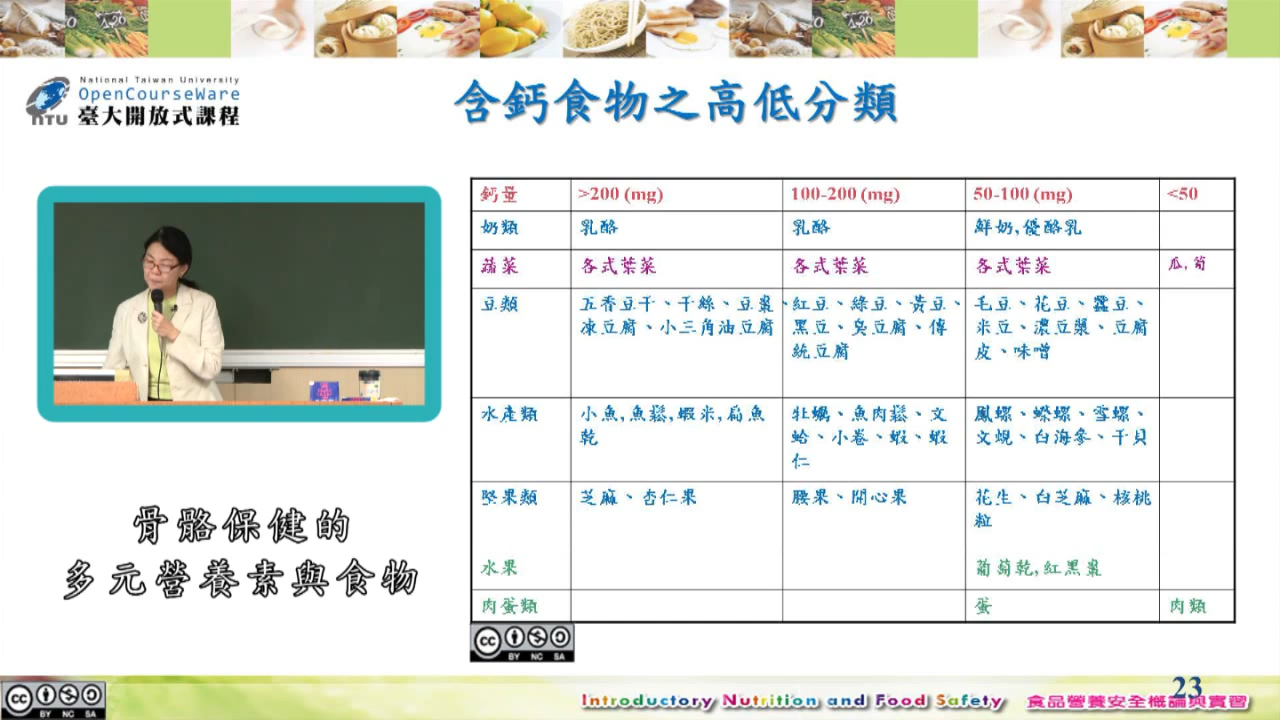 National Taiwan University
OpenCourseWare
NTU 臺大開放式課程
含鈣食物之高低分類
鈣量 >200 (mg) 100-200 (mg) 50-100 (mg) <50
奶類 乳酪 乳酪 鮮奶,優酪乳
蔬菜 各式葉菜 各式葉菜 各式葉菜 瓜,筍
豆類 五香豆干、干絲、豆棗、 紅豆、綠豆、黃豆、 毛豆、花豆、蠶豆、
凍豆腐、小三角油豆腐 黑豆、臭豆腐、傳 米豆、濃豆漿、豆腐
統豆腐 皮、味噌
水產類 小魚,魚鬆,蝦米,扁魚 牡蠣、魚肉鬆、文 鳳螺、蠑螺、雪螺、
乾 蛤、小卷、蝦、蝦 文蜆、白海參、干貝
仁
堅果類 芝麻、杏仁果 腰果、開心果 花生、白芝麻、核桃
粒
水果 葡萄乾,紅黑棗
肉蛋類 蛋 肉類
骨骼保健的
多元營養素與食物
cc BY NC SA
cc BY NC SA
Introductory Nutrition and Food Safety 食品營養安全概論與實習
23